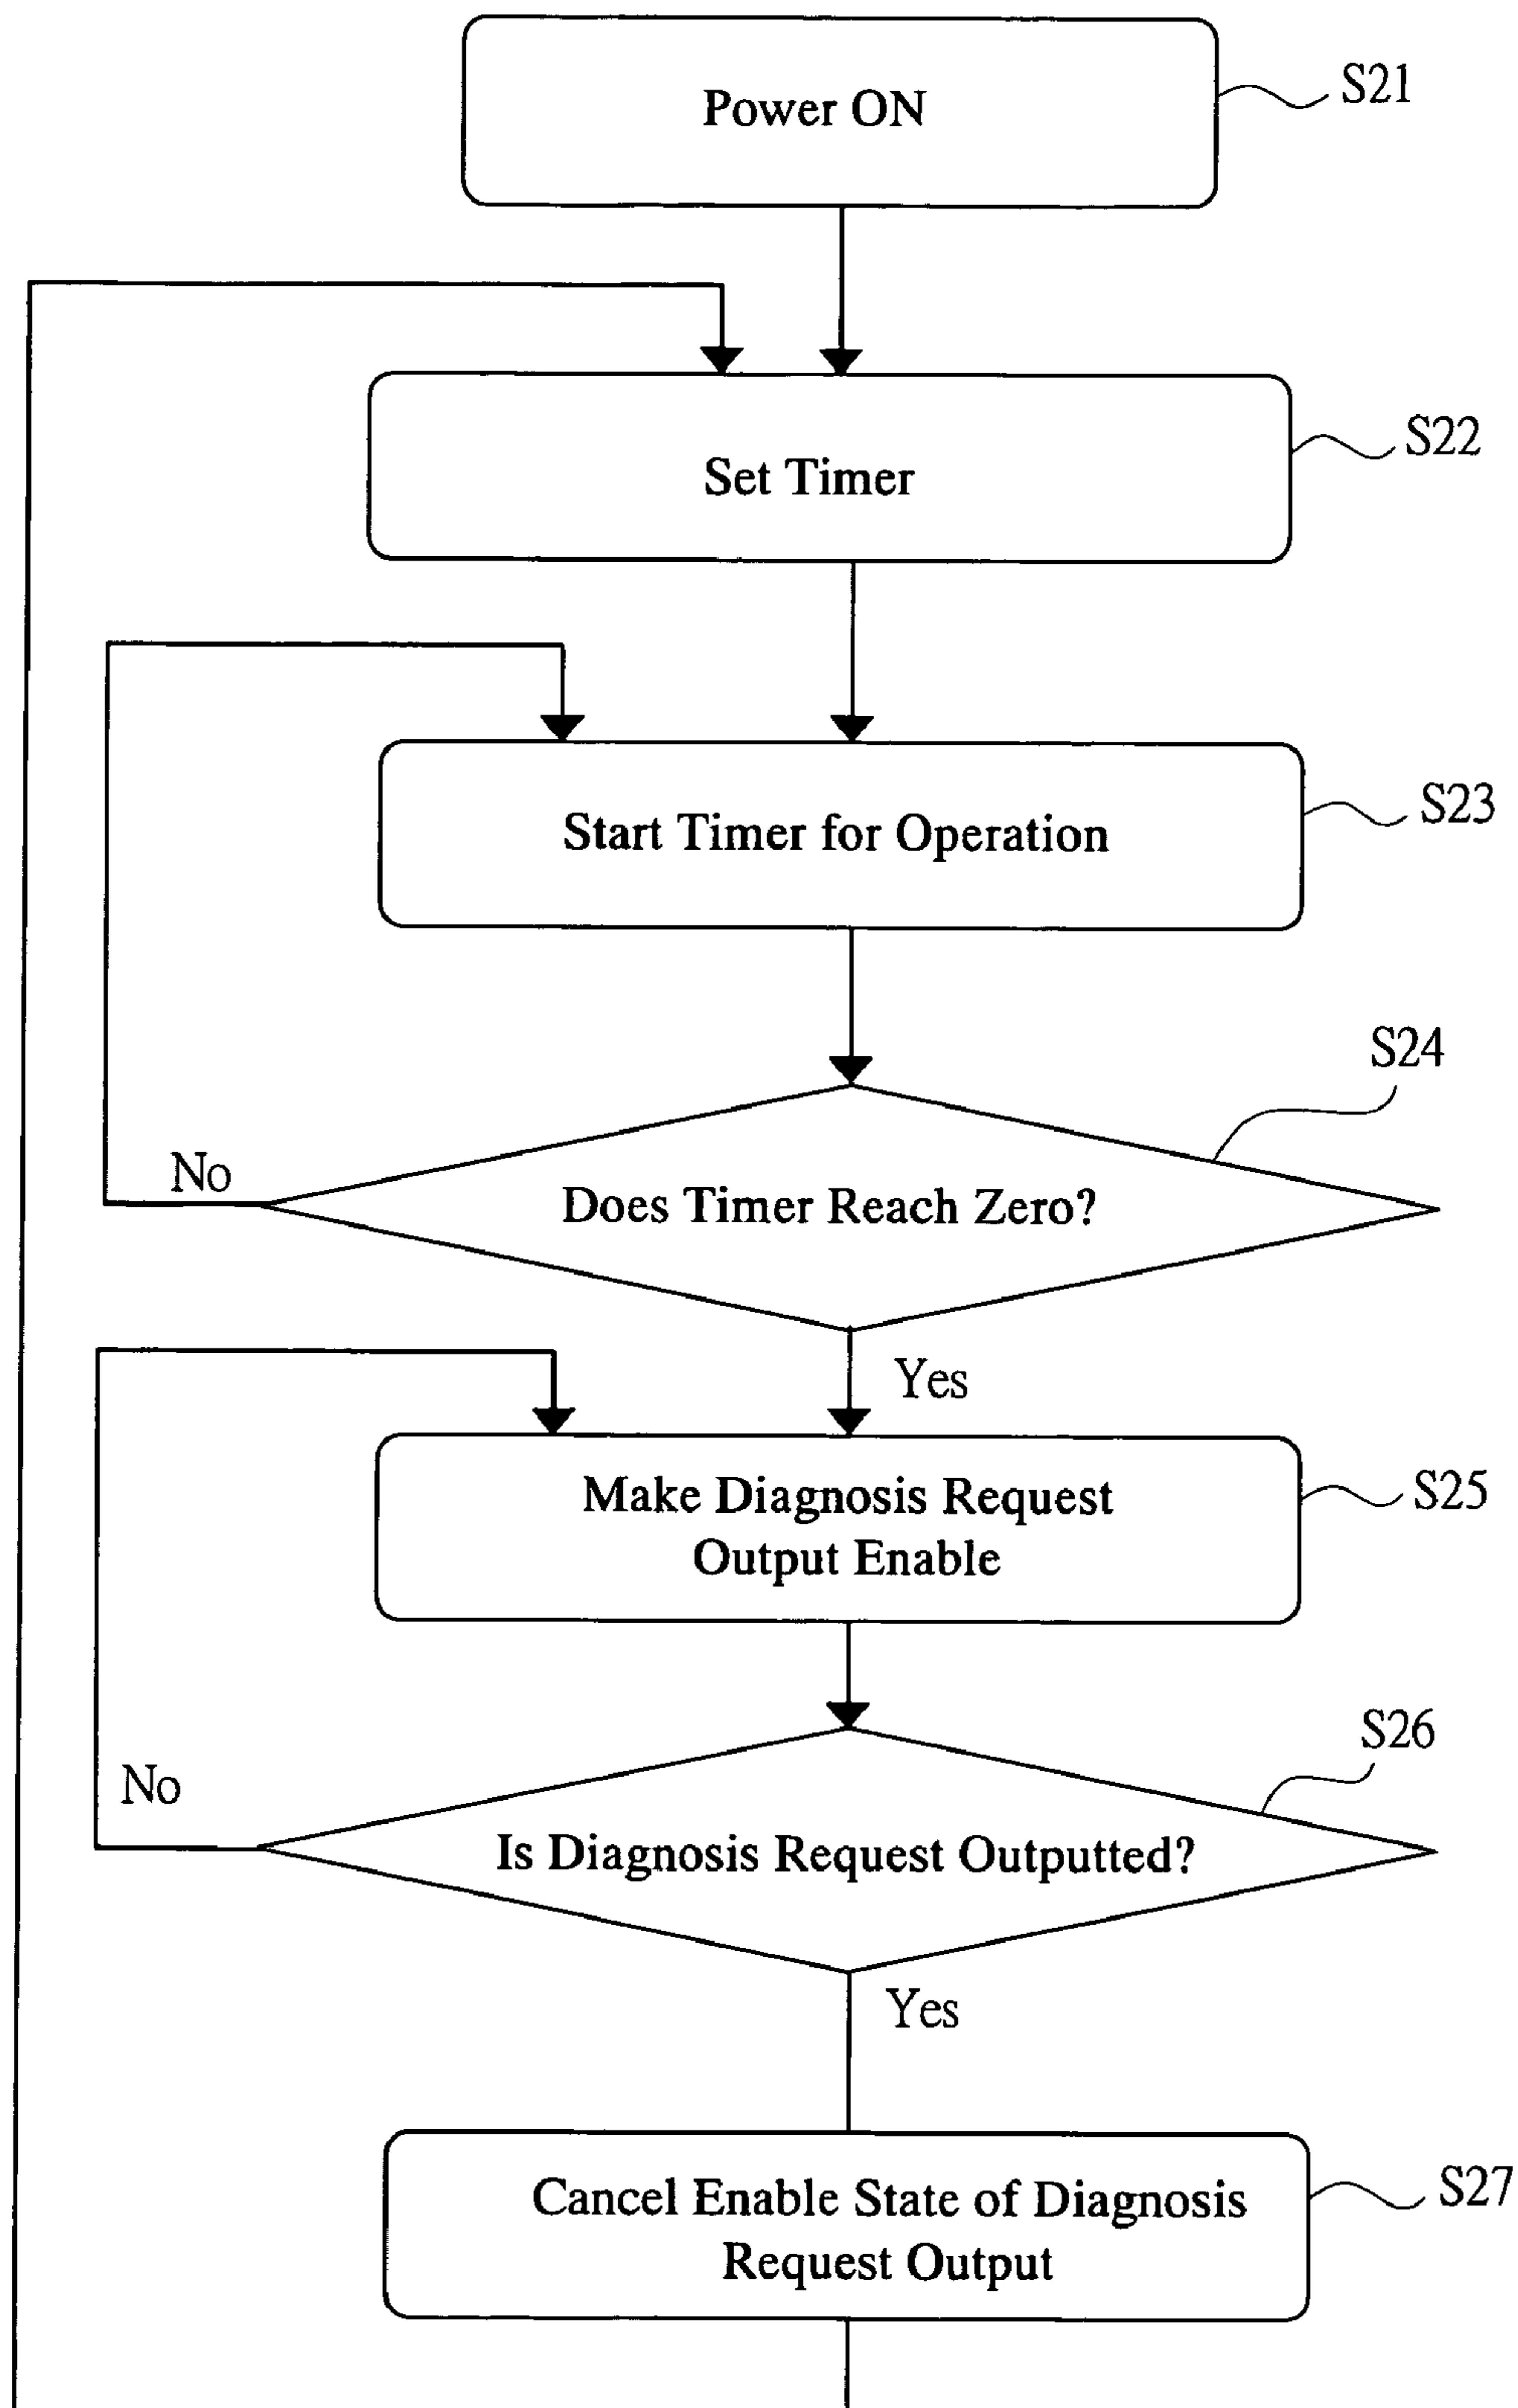 Power ON
S21
Set Timer
S22
Start Timer for Operation
S23
S24
Does Timer Reach Zero?
No
Yes
Make Diagnosis Request
Output Enable
S25
S26
Is Diagnosis Request Outputted?
No
Yes
Cancel Enable State of Diagnosis
Request Output
S27